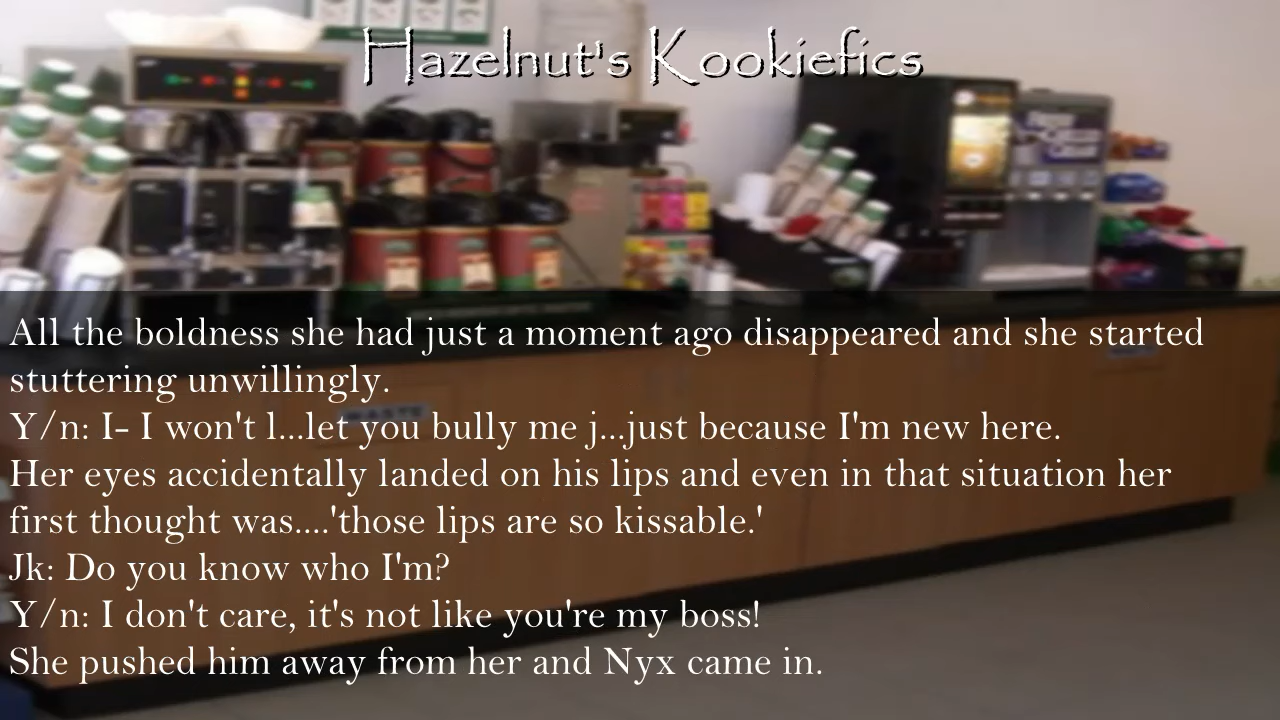 Hazelnut's Kookiefics
All the boldness she had just a moment ago disappeared and she started
stuttering unwillingly.
Y/n: I- I won't l...let you bully me j...just because I'm new here.
Her eyes accidentally landed on his lips and even in that situation her
first thought was....'those lips are so kissable.'
Jk: Do you know who I'm?
Y/n: I don't care, it's not like you're my boss!
She pushed him away from her and Nyx came in.